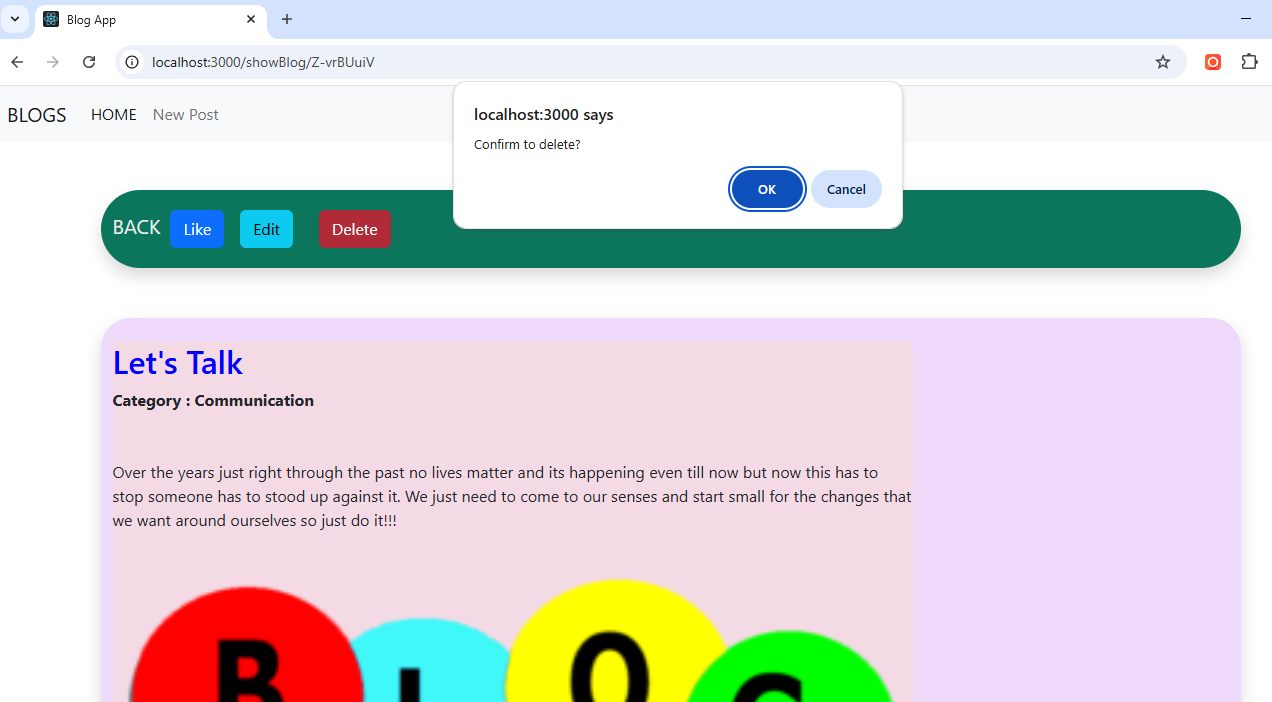 Blog App
localhost:3000/showBlog/Z-vrBUuiV
BLOGS HOME New Post
localhost:3000 says
Confirm to delete?
OK Cancel
BACK Like Edit Delete
Let's Talk
Category : Communication
Over the years just right through the past no lives matter and its happening even till now but now this has to
stop someone has to stood up against it. We just need to come to our senses and start small for the changes that
we want around ourselves so just do it!!!
B L O G